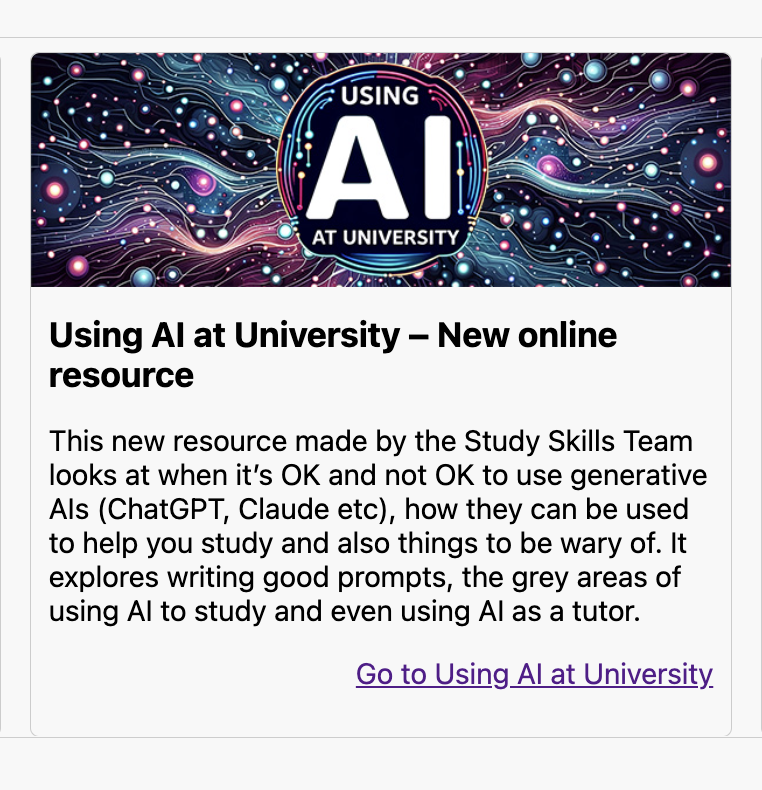 USING
AI
AT UNIVERSITY
Using AI at University – New online
resource
This new resource made by the Study Skills Team
looks at when it’s OK and not OK to use generative
AIs (ChatGPT, Claude etc), how they can be used
to help you study and also things to be wary of. It
explores writing good prompts, the grey areas of
using AI to study and even using AI as a tutor.
Go to Using AI at University